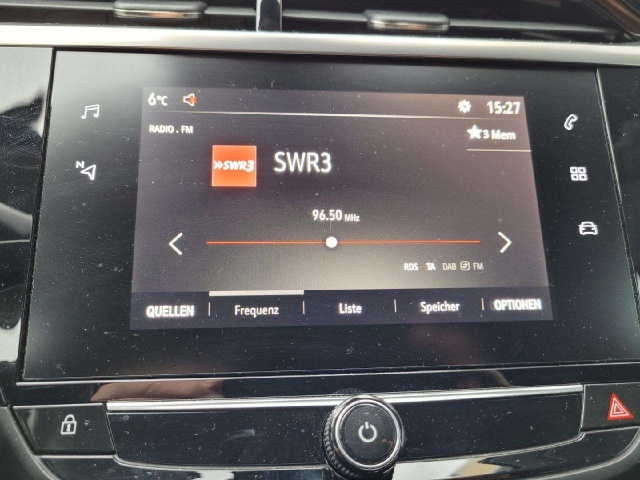 6°C 15:27
RADIO . FM
3 Mem
»SWR3 SWR3
N
96.50 MHz
RDS TA DAB FM
QUELLEN Frequenz Liste Speicher OPTIONEN